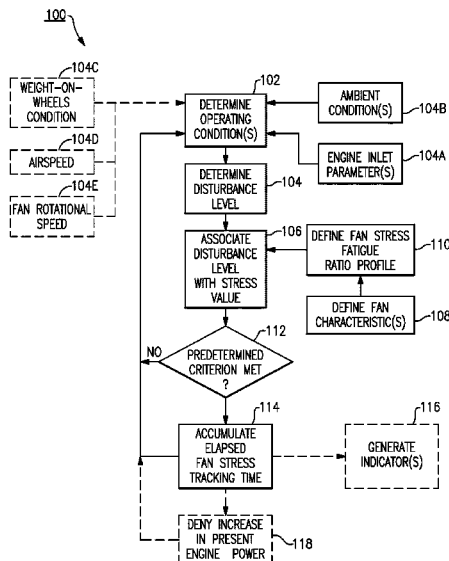 100
104C
WEIGHT-ON-
WHEELS
CONDITION
104D
AIRSPEED
104E
FAN ROTATIONAL
SPEED
102
DETERMINE
OPERATING
CONDITION(S)
AMBIENT
CONDITION(S)
104B
ENGINE INLET
PARAMETER(S)
104A
DETERMINE
DISTURBANCE
LEVEL
104
106
ASSOCIATE
DISTURBANCE
LEVEL
WITH STRESS
VALUE
DEFINE FAN STRESS
FATIGUE
RATIO PROFILE
110
DEFINE FAN
CHARACTERISTIC(S)
108
112
NO
PREDETERMINED
CRITERION MET
?
114
ACCUMULATE
ELAPSED
FAN STRESS
TRACKING TIME
116
GENERATE
INDICATOR(S)
DENY INCREASE
IN PRESENT
ENGINE POWER
118